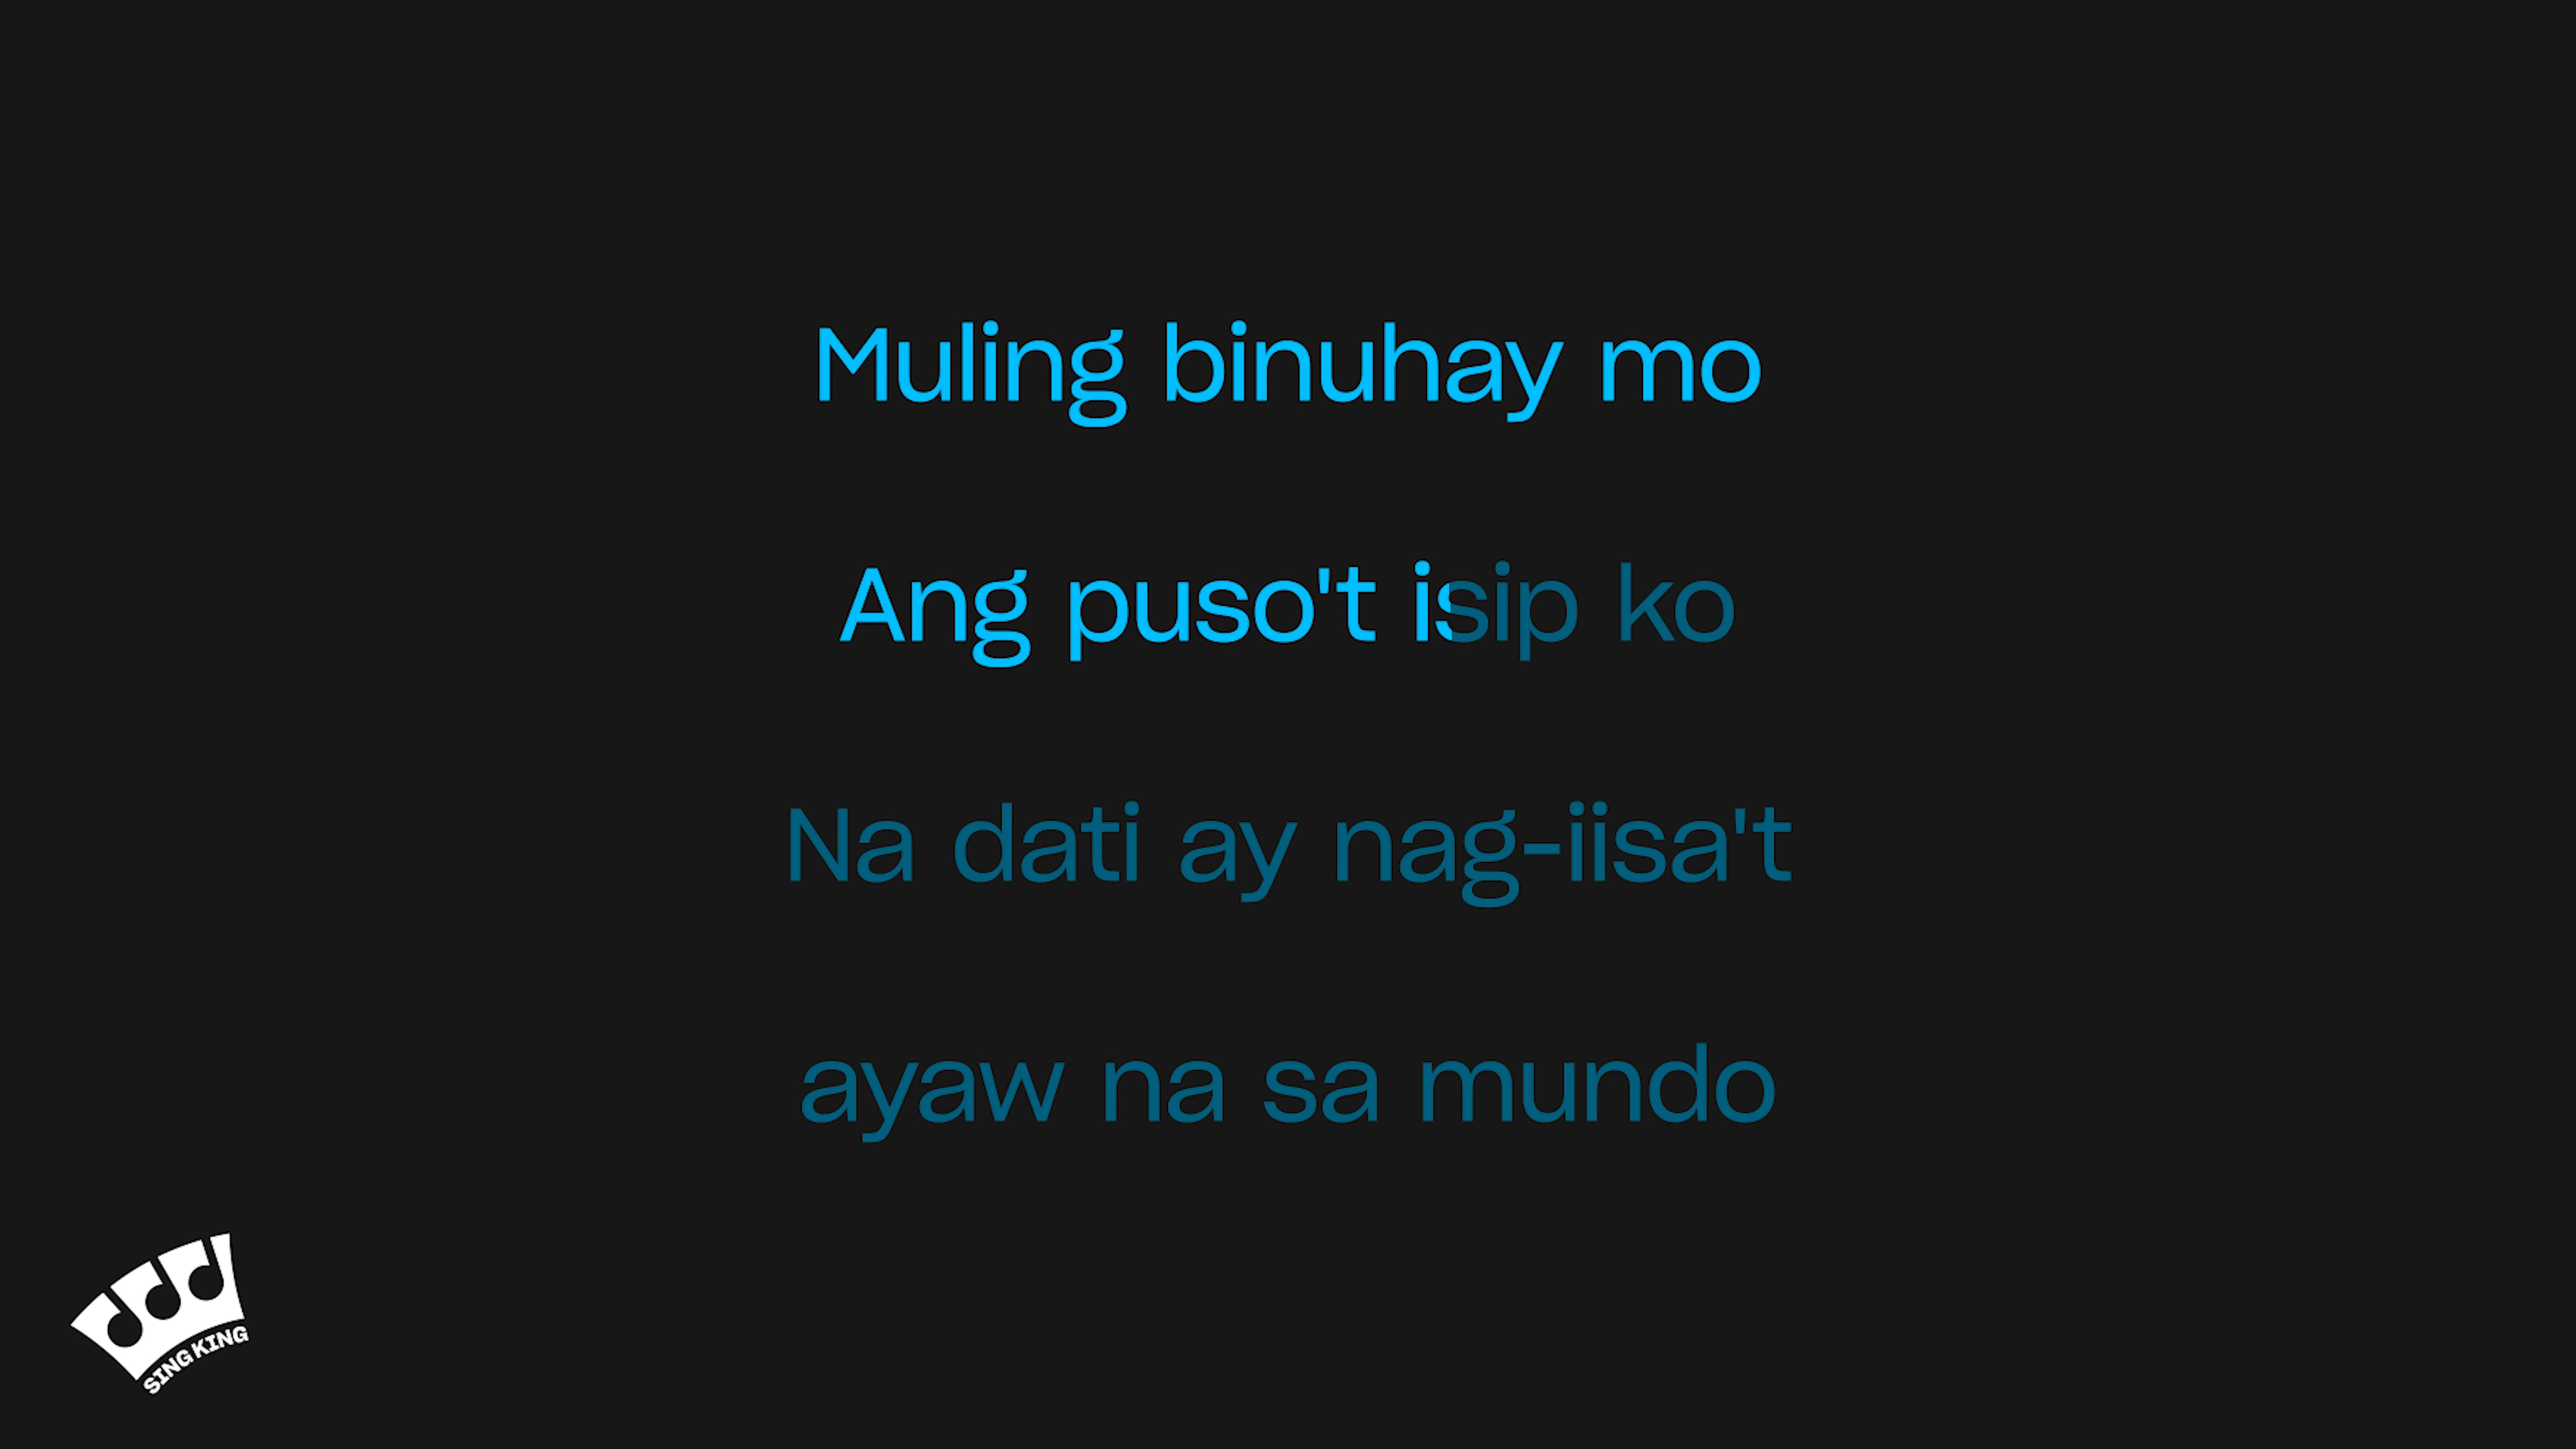 Muling binuhay mo
Ang puso't isip ko
Na dati ay nag-iisa't
ayaw na sa mundo
SING KING